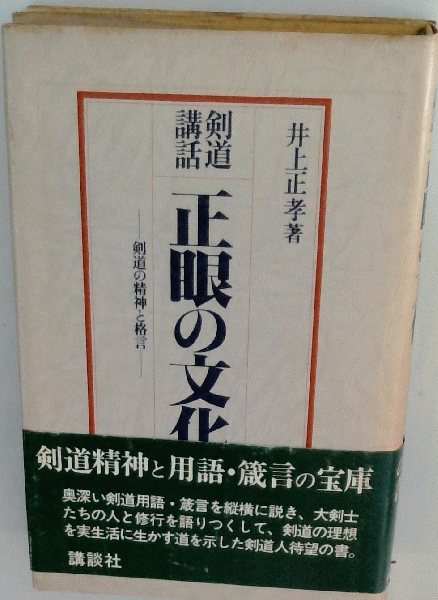 井上正孝著
剣道
講話
正眼の文化
―剣道の精神と格言―
剣道精神と用語・箴言の宝庫
奥深い剣道用語・箴言を縦横に説き、大剣士
たちの人と修行を語りつくして、剣道の理想
を実生活に生かす道を示した剣道人待望の書。
講談社